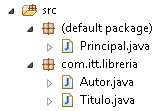 src
(default package)
Principal.java
com.itt.libreria
Autor.java
Titulo.java